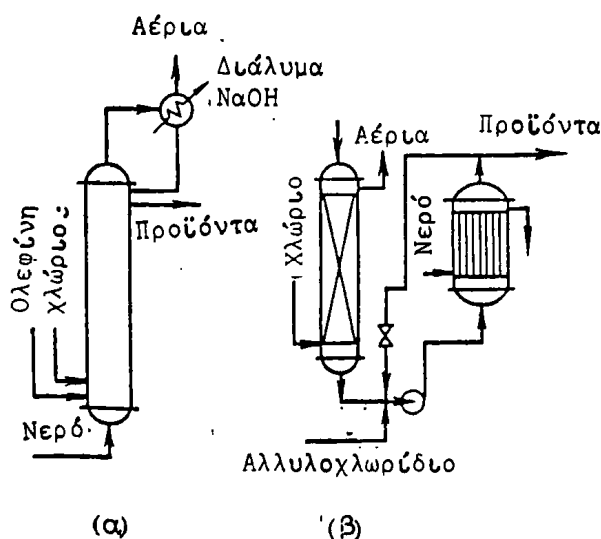 Αέρια
Διάλυμα
NaOH
Προϊόντα
Ολεφίνη
χλώριο
Νερό
(α)
Αέρια
Προϊόντα
Χλώριο
Νερό
Αλλυλοχλωρίδιο
(β)